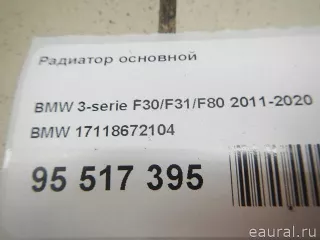 Радиатор основной
BMW 3-serie F30/F31/F80 2011-2020
BMW 17118672104
95 517 395
eaural.ru